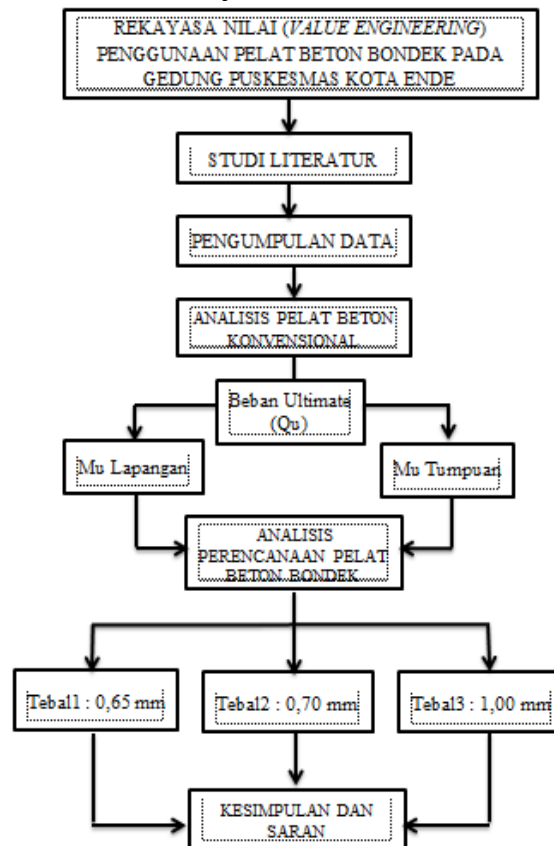 REKAYASA NILAI (VALUE ENGINEERING)
PENGGUNAAN PELAT BETON BONDEK PADA
GEDUNG PUSKESMAS KOTA ENDE
STUDI LITERATUR
PENGUMPULAN DATA
ANALISIS PELAT BETON
KONVENSIONAL
Beban Ultimate
(Qu)
Mu Lapangan
Mu Tumpuan
ANALISIS
PERENCANAAN PELAT
BETON BONDEK
Tebal1 : 0,65 mm
Tebal2 : 0,70 mm
Tebal3 : 1,00 mm
KESIMPULAN DAN
SARAN